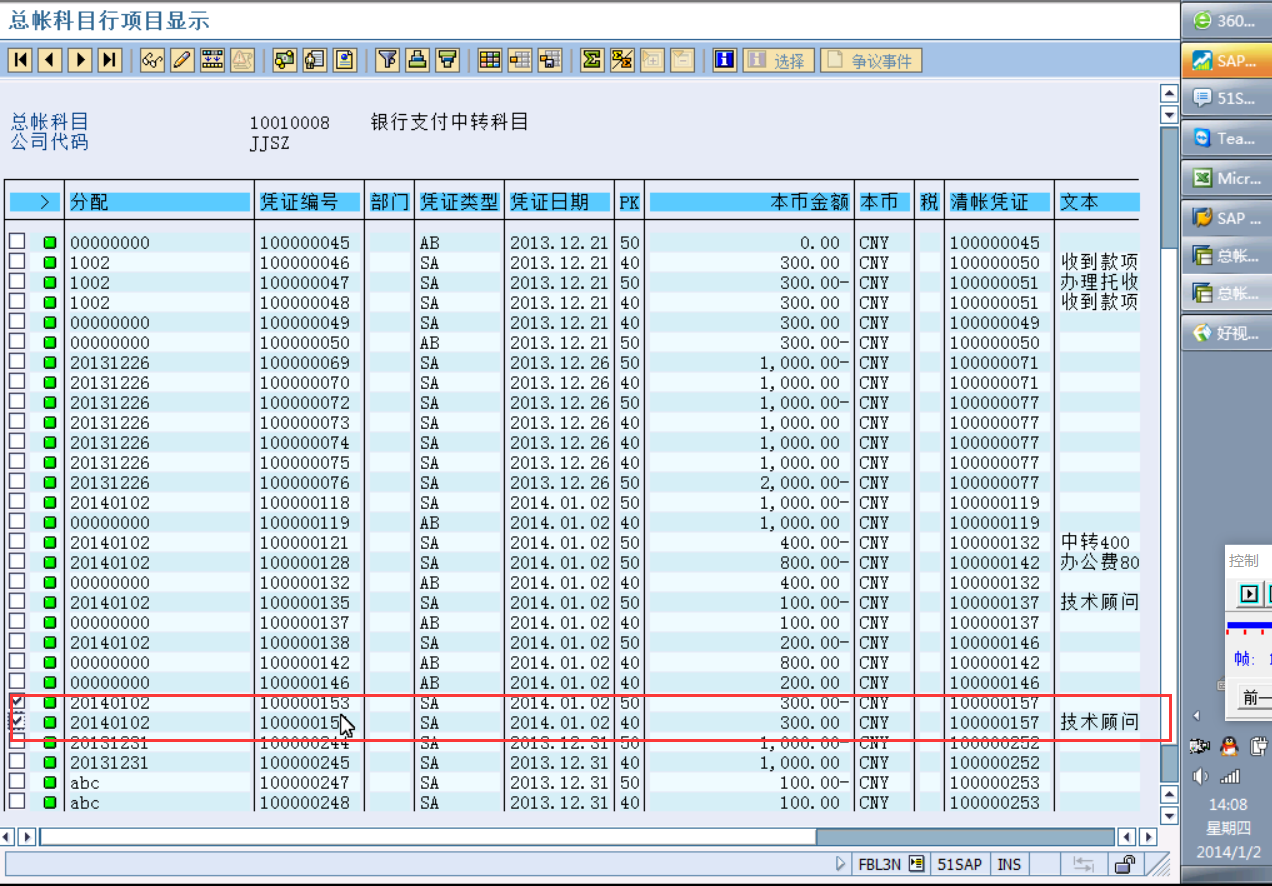 总帐科目行项目显示
选择 争议事件
总帐科目 10010008 银行支付中转科目
公司代码 JJSZ
> 分配 凭证编号 部门 凭证类型 凭证日期 PK 本币金额 本币 税 清帐凭证 文本
00000000 100000045 AB 2013.12.21 50 0.00 CNY 100000045
1002 100000046 SA 2013.12.21 40 300.00 CNY 100000050 收到款项
1002 100000047 SA 2013.12.21 50 300.00- CNY 100000051 办理托收
1002 100000048 SA 2013.12.21 40 300.00 CNY 100000051 收到款项
00000000 100000049 SA 2013.12.21 40 300.00 CNY 100000049
00000000 100000050 AB 2013.12.21 50 300.00- CNY 100000050
20131226 100000069 SA 2013.12.26 50 1,000.00- CNY 100000071
20131226 100000070 SA 2013.12.26 40 1,000.00 CNY 100000071
20131226 100000072 SA 2013.12.26 50 1,000.00- CNY 100000077
20131226 100000073 SA 2013.12.26 40 1,000.00 CNY 100000077
20131226 100000074 SA 2013.12.26 40 1,000.00 CNY 100000077
20131226 100000075 SA 2013.12.26 40 1,000.00 CNY 100000077
20131226 100000076 SA 2013.12.26 50 2,000.00- CNY 100000077
20140102 100000118 SA 2014.01.02 50 1,000.00- CNY 100000119
00000000 100000119 AB 2014.01.02 40 1,000.00 CNY 100000119
20140102 100000121 SA 2014.01.02 50 400.00- CNY 100000132 中转400
20140102 100000128 SA 2014.01.02 50 800.00- CNY 100000142 办公费80
00000000 100000132 AB 2014.01.02 40 400.00 CNY 100000132
20140102 100000135 SA 2014.01.02 50 100.00- CNY 100000137 技术顾问
00000000 100000137 AB 2014.01.02 40 100.00 CNY 100000137
20140102 100000138 SA 2014.01.02 50 200.00- CNY 100000146
00000000 100000142 AB 2014.01.02 40 800.00 CNY 100000142
00000000 100000146 AB 2014.01.02 40 200.00 CNY 100000146
20140102 100000153 SA 2014.01.02 50 300.00- CNY 100000157
20140102 10000015 SA 2014.01.02 40 300.00 CNY 100000157 技术顾问
20131231 100000244 SA 2013.12.31 50 1,000.00- CNY 100000252
20131231 100000245 SA 2013.12.31 40 1,000.00 CNY 100000252
abc 100000247 SA 2013.12.31 50 100.00- CNY 100000253
abc 100000248 SA 2013.12.31 40 100.00 CNY 100000253
FBL3N 51SAP INS
360...
SAP...
51S...
Tea...
Micr...
SAP ...
总帐...
总帐...
好视...
控制
帧: 1
前一
14:08
星期四
2014/1/2